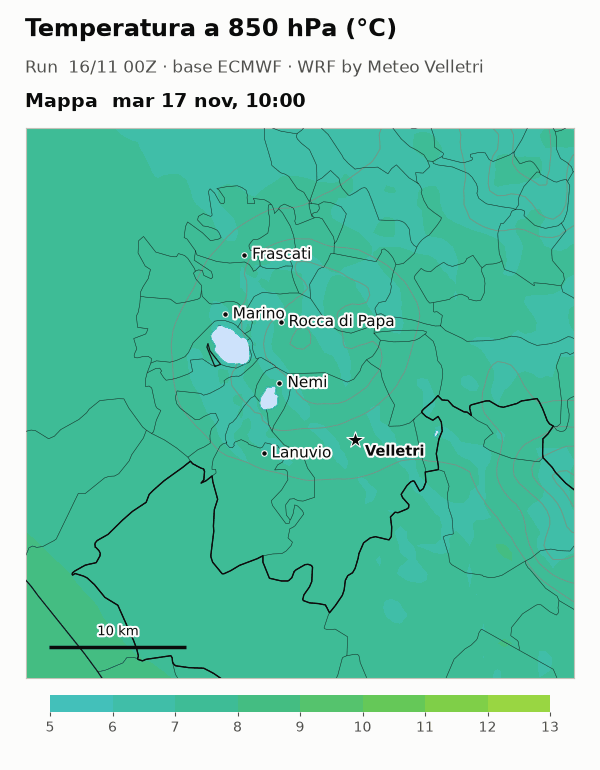 Temperatura a 850 hPa (°C)
Run  16/11 00Z · base ECMWF · WRF by Meteo Velletri
Mappa  mar 17 nov, 10:00
Frascati
Marino
Rocca di Papa
Nemi
Velletri
Lanuvio
10 km
5 6 7 8 9 10 11 12 13